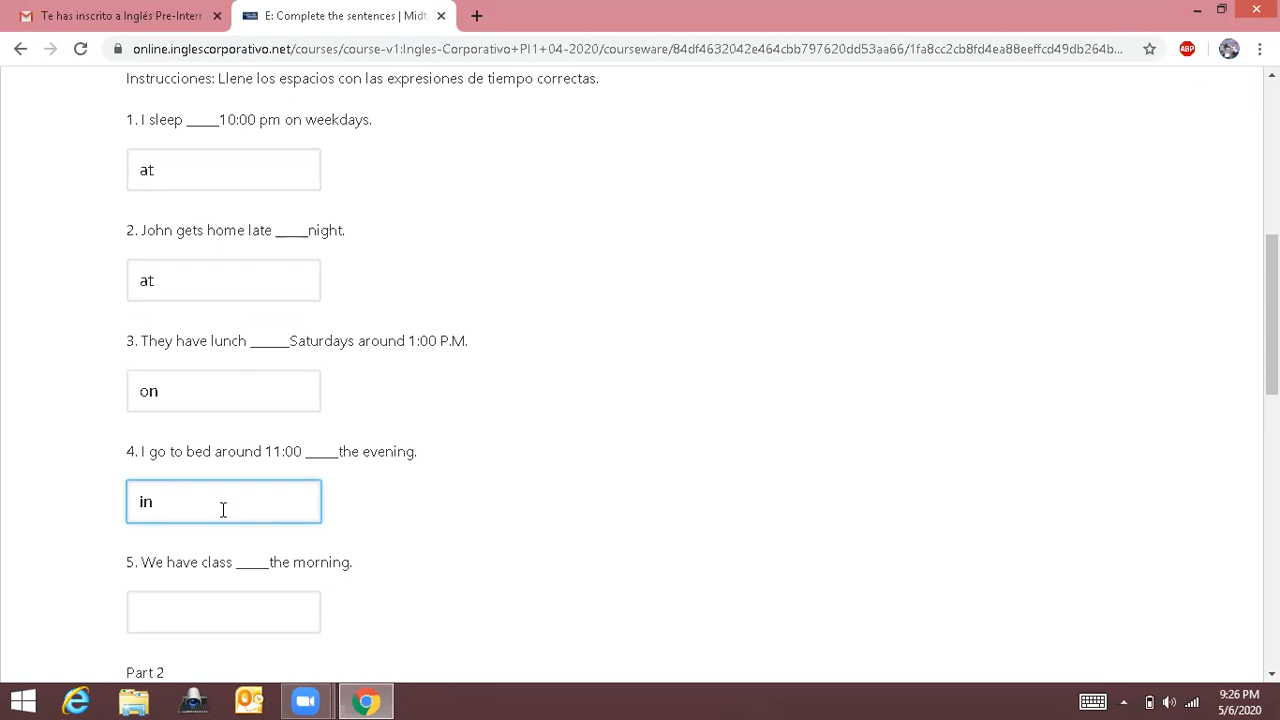 Te has inscrito a Inglés Pre-Interm
E: Complete the sentences | Midt
online.inglescorporativo.net/courses/course-v1:Ingles-Corporativo+PI1+04-2020/courseware/84df4632042e464cbb797620dd53aa66/1fa8cc2cb8fd4ea88eeffcd49db264b...
ABP
Instrucciones: Llene los espacios con las expresiones de tiempo correctas.
1. I sleep _____10:00 pm on weekdays.
at
2. John gets home late _____night.
at
3. They have lunch ______Saturdays around 1:00 P.M.
on
4. I go to bed around 11:00 _____the evening.
in
5. We have class _____the morning.
Part 2
9:26 PM
5/6/2020